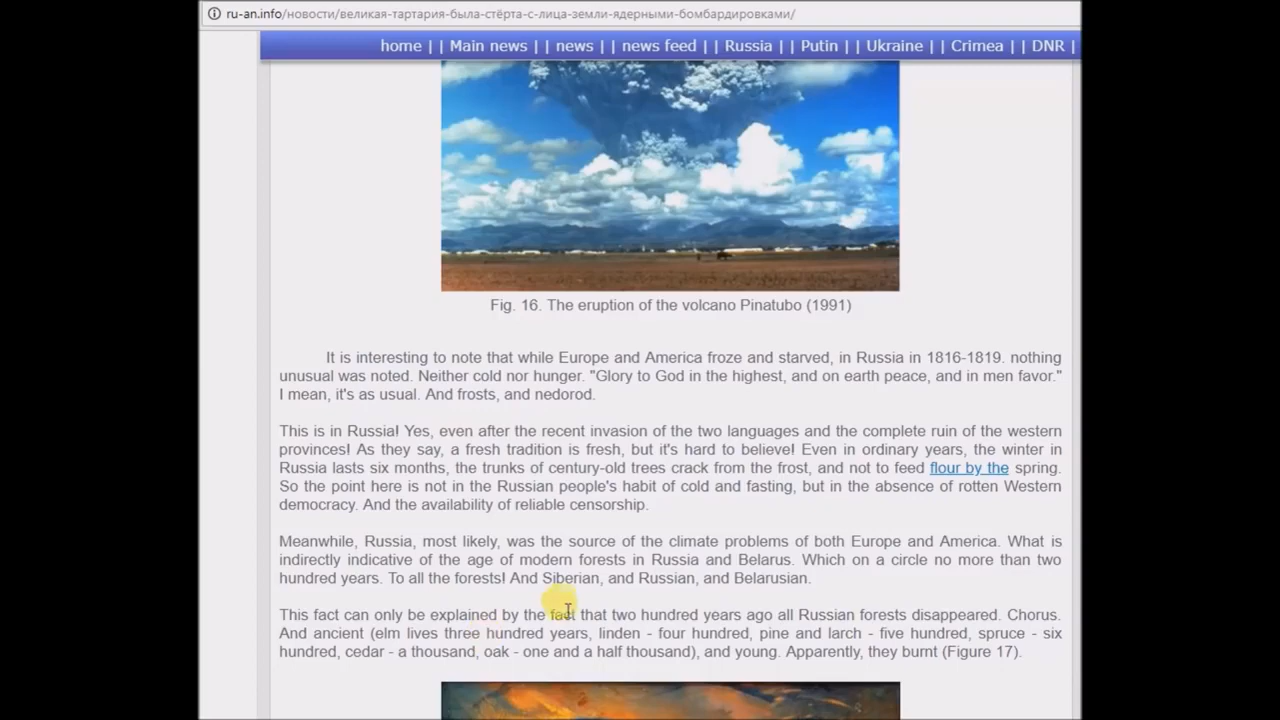 ru-an.info/новости/великая-тартария-была-стёрта-с-лица-земли-ядерными-бомбардировками/
home | | Main news | | news | | news feed | | Russia | | Putin | | Ukraine | | Crimea | | DNR |
Fig. 16. The eruption of the volcano Pinatubo (1991)
It is interesting to note that while Europe and America froze and starved, in Russia in 1816-1819. nothing
unusual was noted. Neither cold nor hunger. "Glory to God in the highest, and on earth peace, and in men favor."
I mean, it's as usual. And frosts, and nedorod.
This is in Russia! Yes, even after the recent invasion of the two languages and the complete ruin of the western
provinces! As they say, a fresh tradition is fresh, but it's hard to believe! Even in ordinary years, the winter in
Russia lasts six months, the trunks of century-old trees crack from the frost, and not to feed flour by the spring.
So the point here is not in the Russian people's habit of cold and fasting, but in the absence of rotten Western
democracy. And the availability of reliable censorship.
Meanwhile, Russia, most likely, was the source of the climate problems of both Europe and America. What is
indirectly indicative of the age of modern forests in Russia and Belarus. Which on a circle no more than two
hundred years. To all the forests! And Siberian, and Russian, and Belarusian.
This fact can only be explained by the fact that two hundred years ago all Russian forests disappeared. Chorus.
And ancient (elm lives three hundred years, linden - four hundred, pine and larch - five hundred, spruce - six
hundred, cedar - a thousand, oak - one and a half thousand), and young. Apparently, they burnt (Figure 17).